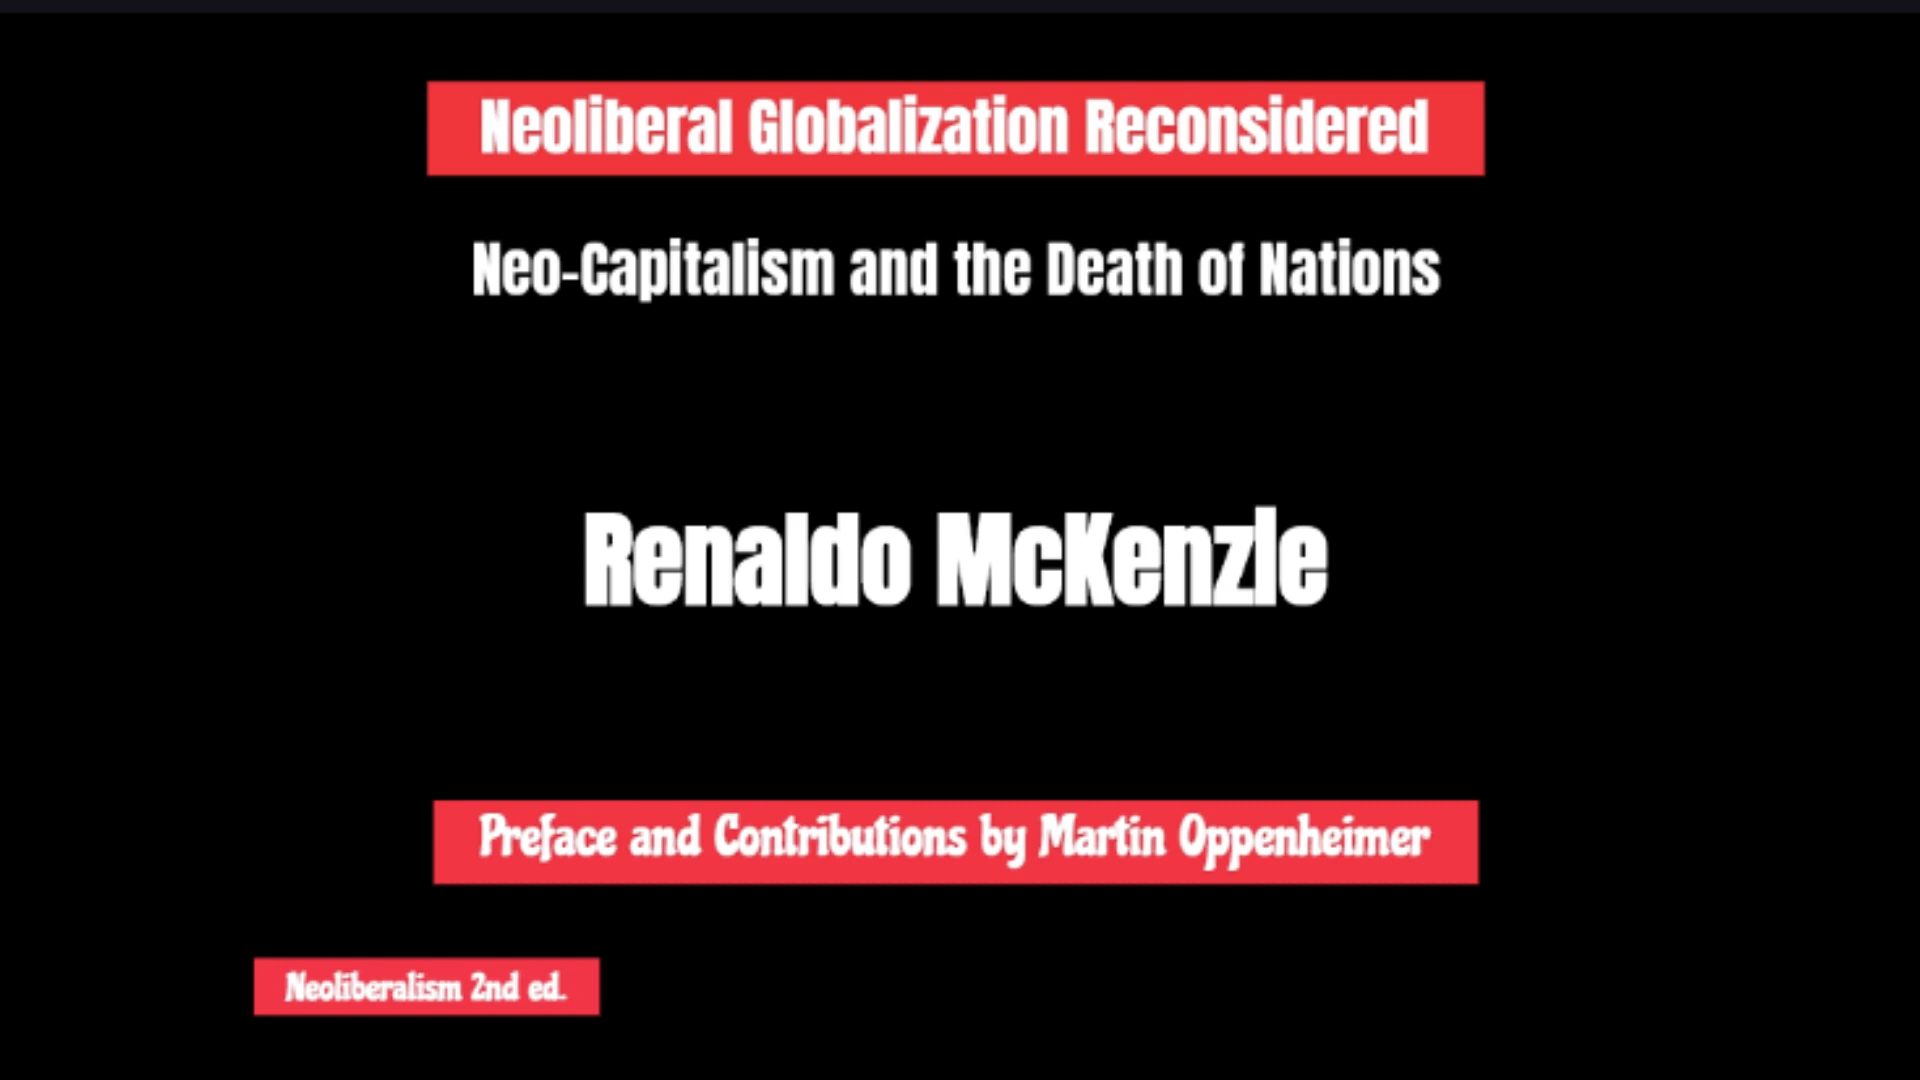 Neoliberal Globalization Reconsidered
Neo-Capitalism and the Death of Nations
Renaldo McKenzie
Preface and Contributions by Martin Oppenheimer
Neoliberalism 2nd ed.